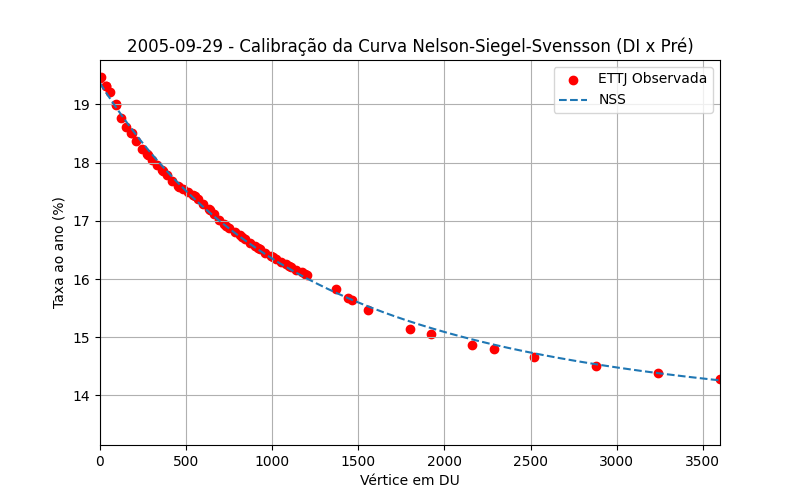 2005-09-29 - Calibração da Curva Nelson-Siegel-Svensson (DI x Pré)
ETTJ Observada
NSS
Taxa ao ano (%)
19
18
17
16
15
14
0 500 1000 1500 2000 2500 3000 3500
Vértice em DU